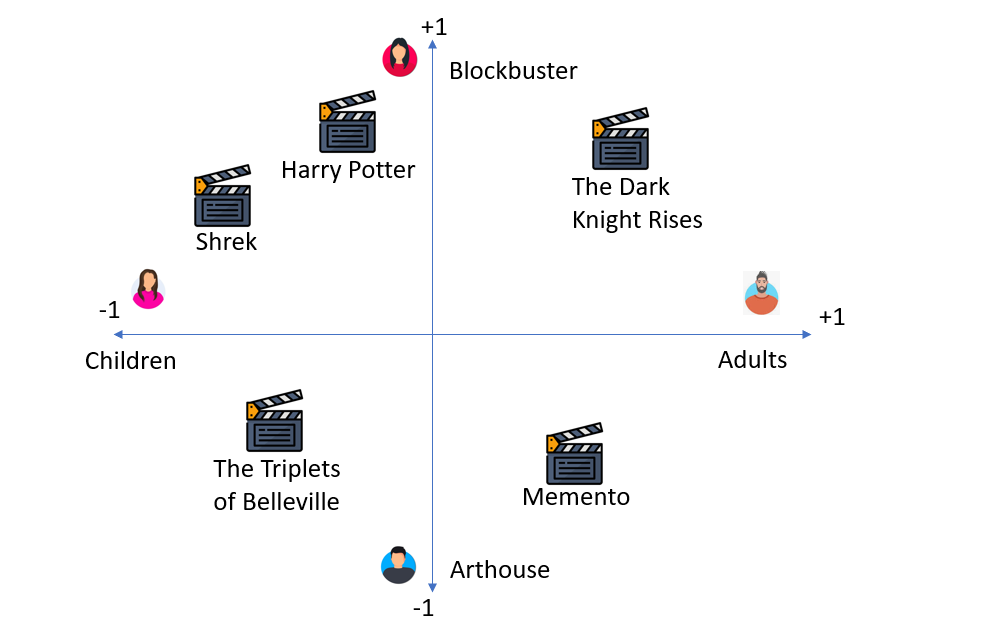 +1
Blockbuster
Harry Potter
The Dark
Knight Rises
Shrek
-1
+1
Children
Adults
The Triplets
of Belleville
Memento
Arthouse
-1